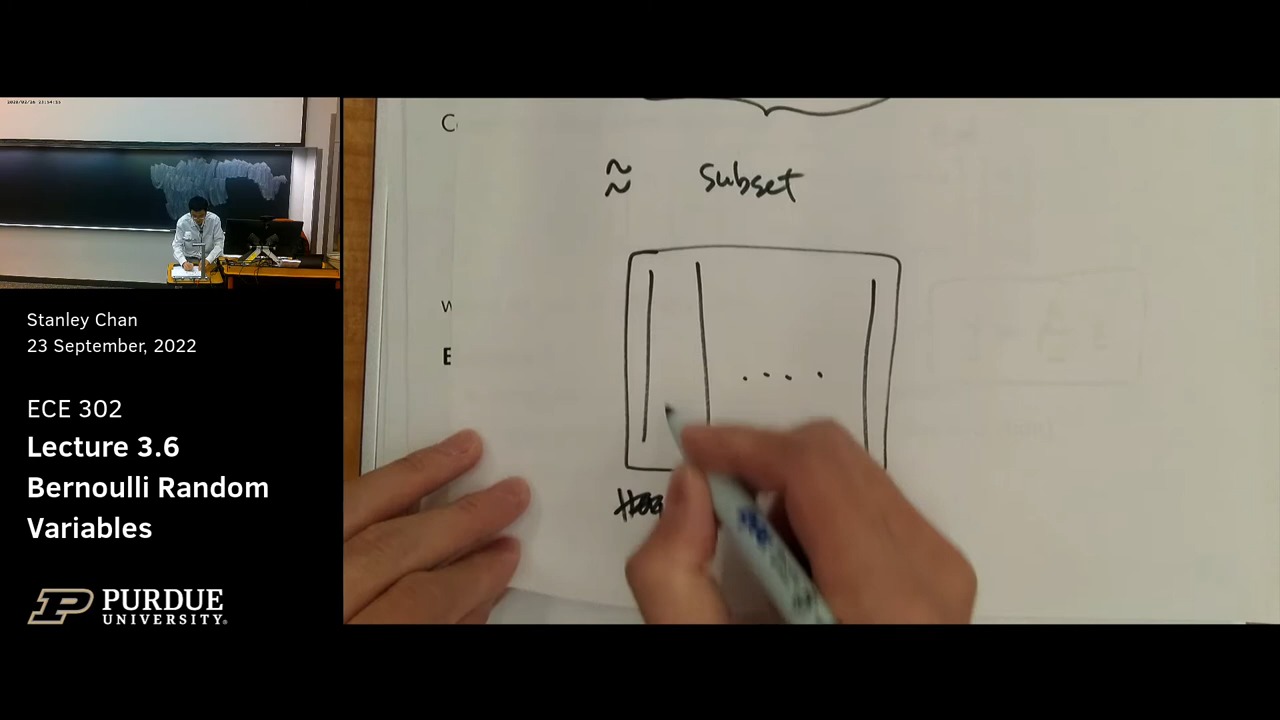 Stanley Chan
23 September, 2022
ECE 302
Lecture 3.6
Bernoulli Random
Variables
PURDUE
UNIVERSITY.
≈ subset